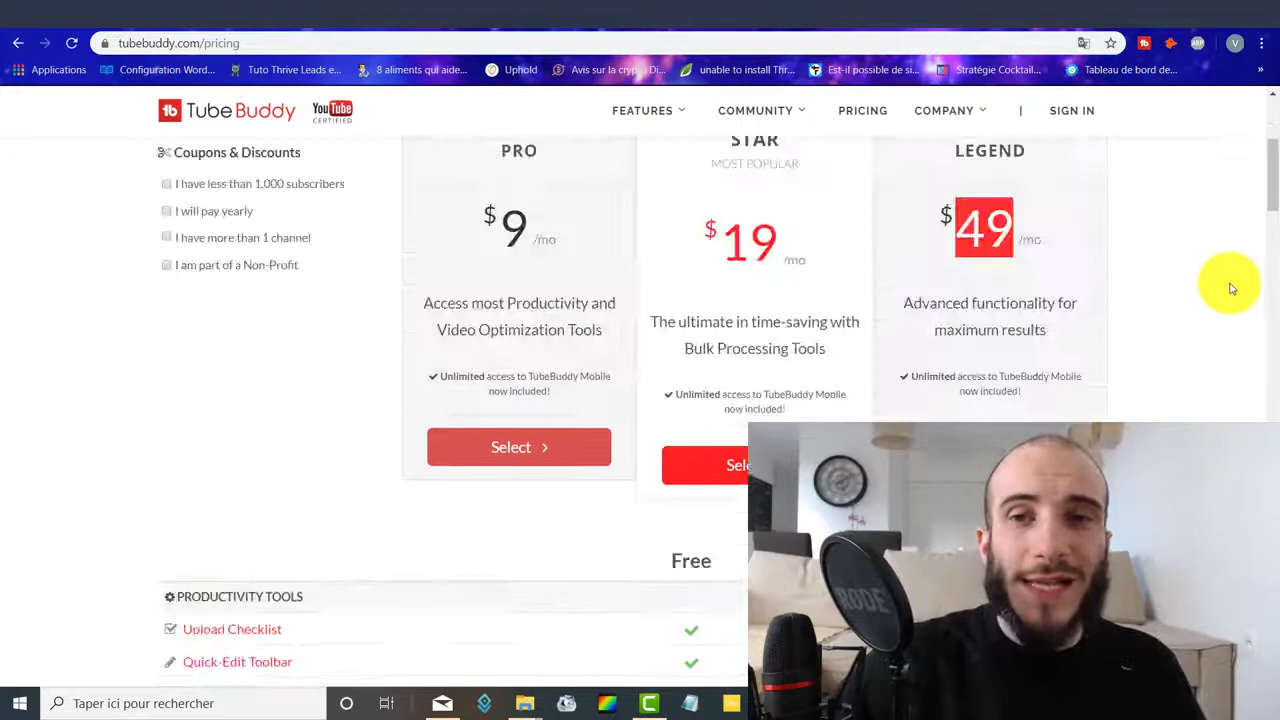 tubebuddy.com/pricing
Applications
Configuration Word...
Tuto Thrive Leads e...
8 aliments qui aide...
Uphold
Avis sur la crypto Di...
unable to install Thr...
Est-il possible de si...
Stratégie Cocktail...
Tableau de bord de...
»
ABP
V
tb TubeBuddy YouTube CERTIFIED
FEATURES
COMMUNITY
PRICING
COMPANY
|
SIGN IN
Coupons & Discounts
I have less than 1,000 subscribers
I will pay yearly
I have more than 1 channel
I am part of a Non-Profit
PRO
$ 9 /mo
Access most Productivity and
Video Optimization Tools
Unlimited access to TubeBuddy Mobile
now included!
Select
STAR
MOST POPULAR
$ 19 /mo
The ultimate in time-saving with
Bulk Processing Tools
Unlimited access to TubeBuddy Mobile
now included!
LEGEND
$ 49 /mo
Advanced functionality for
maximum results
Unlimited access to TubeBuddy Mobile
now included!
Free
PRODUCTIVITY TOOLS
Upload Checklist
Quick-Edit Toolbar
RODE
Taper ici pour rechercher